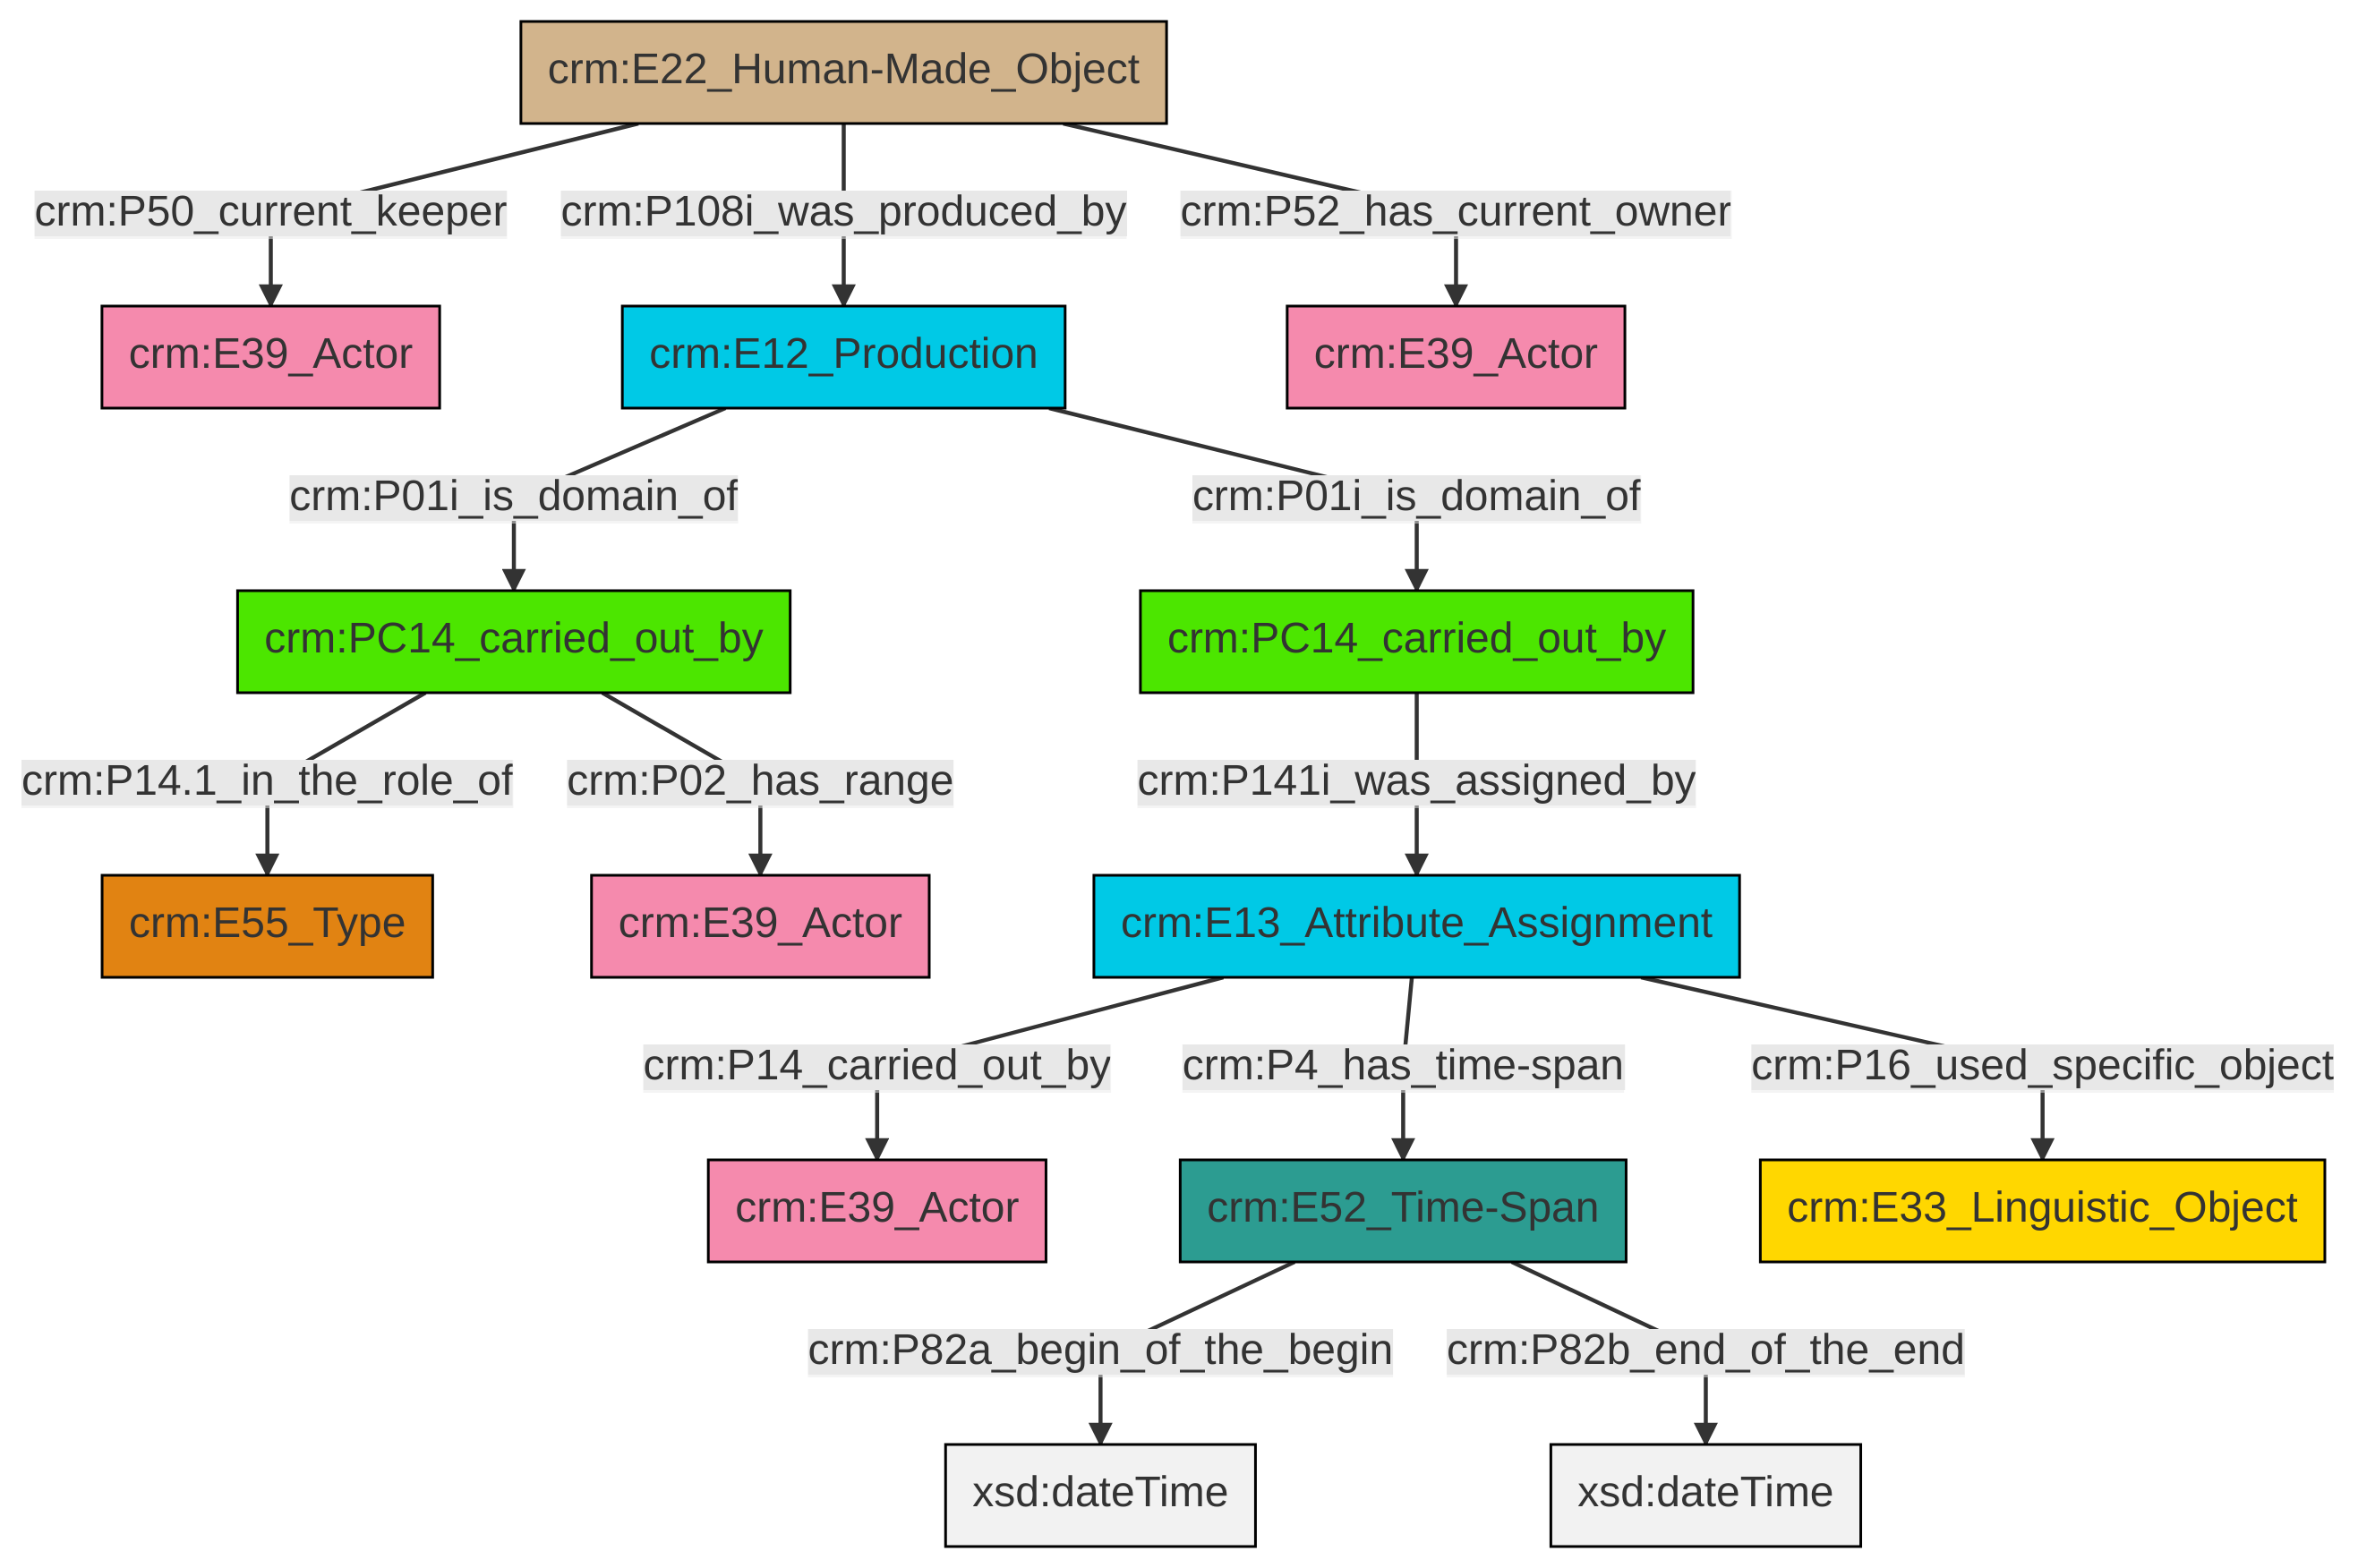 crm:E22_Human-Made_Object
crm:P50_current_keeper
crm:P108i_was_produced_by
crm:P52_has_current_owner
crm:E39_Actor
crm:E12_Production
crm:E39_Actor
crm:P01i_is_domain_of
crm:P01i_is_domain_of
crm:PC14_carried_out_by
crm:PC14_carried_out_by
crm:P14.1_in_the_role_of
crm:P02_has_range
crm:P141i_was_assigned_by
crm:E55_Type
crm:E39_Actor
crm:E13_Attribute_Assignment
crm:P14_carried_out_by
crm:P4_has_time-span
crm:P16_used_specific_object
crm:E39_Actor
crm:E52_Time-Span
crm:E33_Linguistic_Object
crm:P82a_begin_of_the_begin
crm:P82b_end_of_the_end
xsd:dateTime
xsd:dateTime